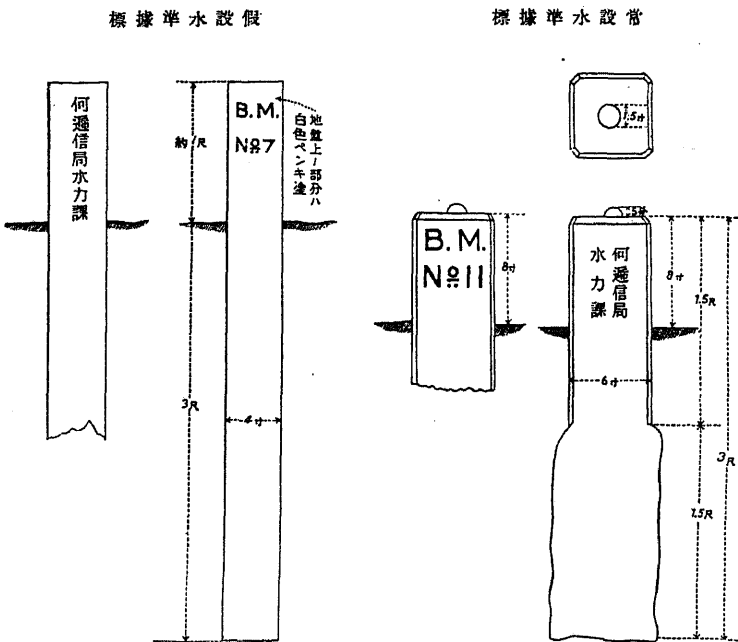 常設水準據標
1.5寸
.5寸
B.M.
No11
8寸
何遞信局
水力課
8寸
1.5尺
6寸
3尺
1.5尺
假設水準據標
何遞信局水力課
約1尺
B.M.
No7
地盤上ノ部分ハ
白色ペンキ塗
3尺
4寸